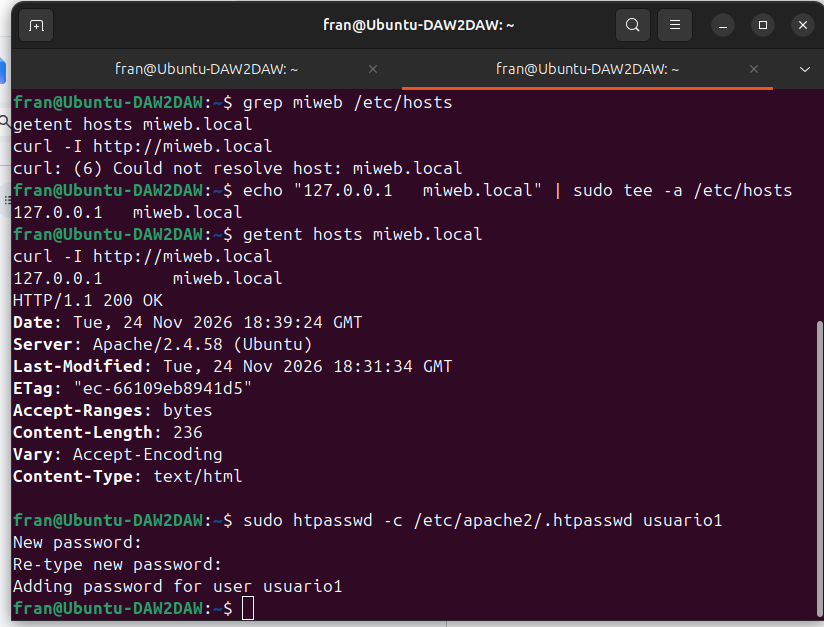 fran@Ubuntu-DAW2DAW: ~
fran@Ubuntu-DAW2DAW: ~
fran@Ubuntu-DAW2DAW: ~
fran@Ubuntu-DAW2DAW:~$ grep miweb /etc/hosts
getent hosts miweb.local
curl -I http://miweb.local
curl: (6) Could not resolve host: miweb.local
fran@Ubuntu-DAW2DAW:~$ echo "127.0.0.1   miweb.local" | sudo tee -a /etc/hosts
127.0.0.1   miweb.local
fran@Ubuntu-DAW2DAW:~$ getent hosts miweb.local
curl -I http://miweb.local
127.0.0.1       miweb.local
HTTP/1.1 200 OK
Date: Tue, 24 Nov 2026 18:39:24 GMT
Server: Apache/2.4.58 (Ubuntu)
Last-Modified: Tue, 24 Nov 2026 18:31:34 GMT
ETag: "ec-66109eb8941d5"
Accept-Ranges: bytes
Content-Length: 236
Vary: Accept-Encoding
Content-Type: text/html
fran@Ubuntu-DAW2DAW:~$ sudo htpasswd -c /etc/apache2/.htpasswd usuario1
New password:
Re-type new password:
Adding password for user usuario1
fran@Ubuntu-DAW2DAW:~$